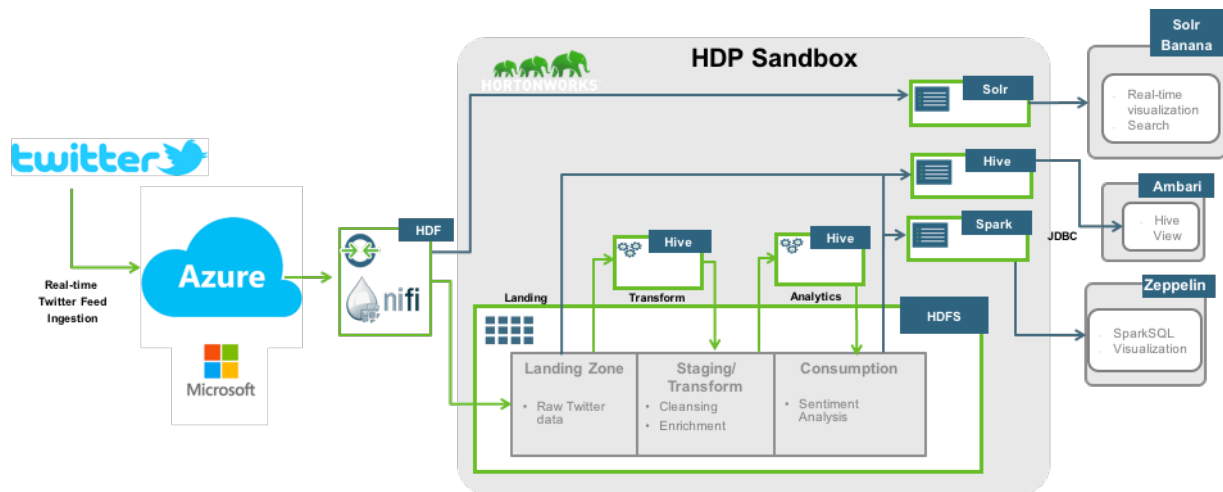 HDP Sandbox
HORTONWORKS
Solr
Banana
Solr
Real-time
visualization
Search
twitter
Hive
Ambari
Hive
View
Azure
HDF
Spark
JDBC
Hive
Hive
Real-time
Twitter Feed
Ingestion
nifi
Landing
Transform
Analytics
Zeppelin
HDFS
SparkSQL
Visualization
Microsoft
Landing Zone
• Raw Twitter
data
Staging/
Transform
• Cleansing
• Enrichment
Consumption
• Sentiment
Analysis